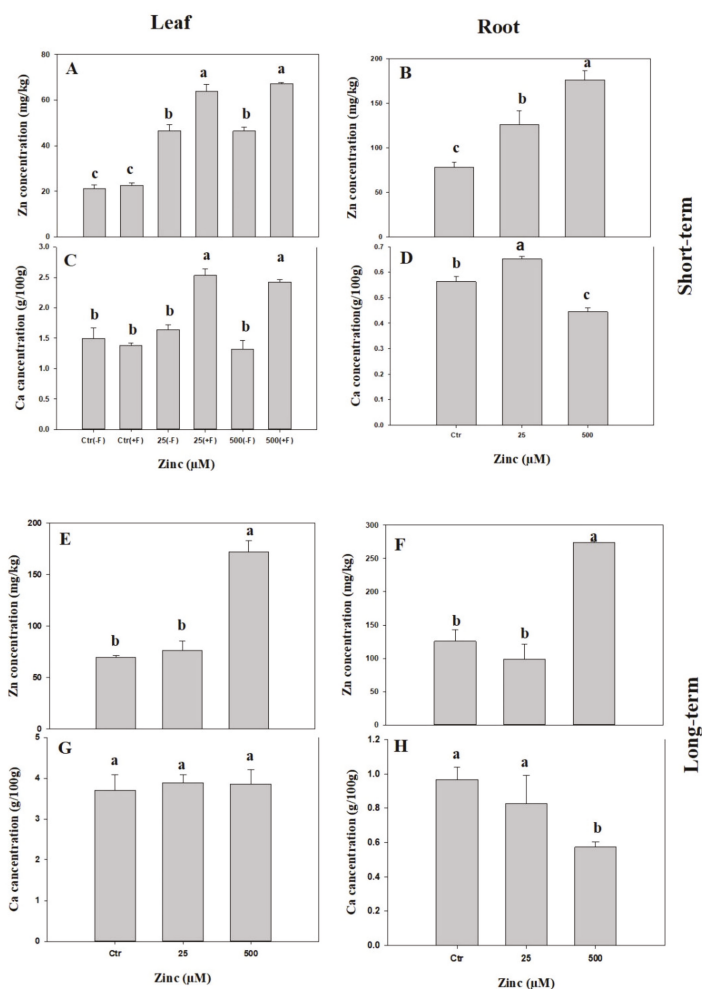 Leaf
Root
A
Zn concentration (mg/kg)
80
60
40
20
0
c
c
b
a
b
a
B
Zn concentration (mg/kg)
200
150
100
50
0
c
b
a
C
Ca cancentration (g/100g)
3.0
2.5
2.0
1.5
1.0
0.5
0.0
b
b
b
a
b
a
Ctr(-F)
Ctr(+F)
25(-F)
25(+F)
500(-F)
500(+F)
Zinc (µM)
D
Ca concentration(g/100g)
0.7
0.6
0.5
0.4
0.3
0.2
0.1
0.0
b
a
c
Ctr
25
500
Zinc (µM)
Short-term
E
Zn concentration (mg/kg)
200
150
100
50
0
b
b
a
F
Zn concentration (mg/kg)
300
250
200
150
100
50
0
b
b
a
G
Ca cancentration (g/100g)
5
4
3
2
1
0
a
a
a
Ctr
25
500
Zinc (µM)
H
Ca cancentration (g/100g)
1.2
1.0
0.8
0.6
0.4
0.2
0.0
a
a
b
Ctr
25
500
Zinc (µM)
Long-term